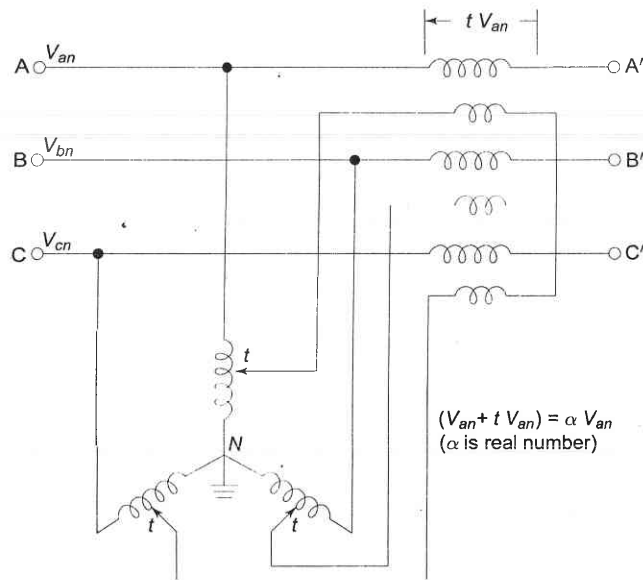 t V_an
A V_an A′
B V_bn B′
C V_cn C′
t
(V_an + t V_an) = α V_an
(α is real number)
N
t
t